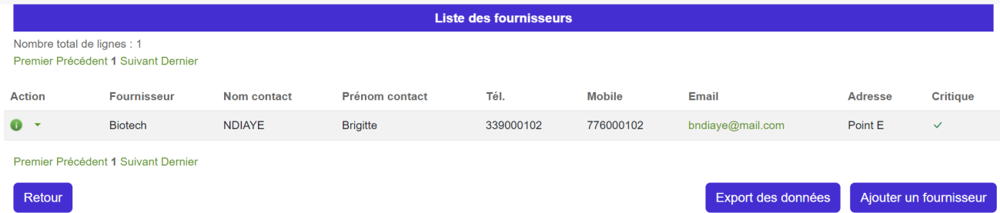 Liste des fournisseurs
Nombre total de lignes : 1
Premier Précédent 1 Suivant Dernier
Action Fournisseur Nom contact Prénom contact Tél. Mobile Email Adresse Critique
Biotech NDIAYE Brigitte 339000102 776000102 bndiaye@mail.com Point E
Premier Précédent 1 Suivant Dernier
Retour Export des données Ajouter un fournisseur